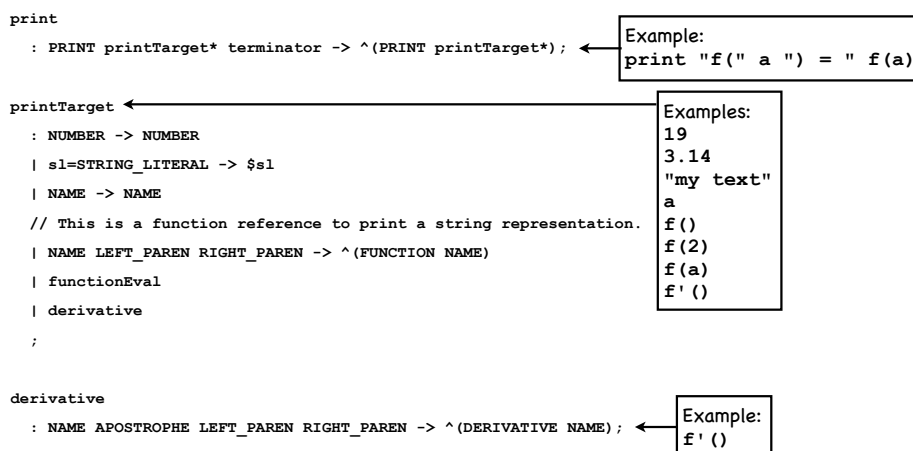 print
: PRINT printTarget* terminator -> ^(PRINT printTarget*);
Example:
print "f(" a ") = " f(a)
printTarget
: NUMBER -> NUMBER
| sl=STRING_LITERAL -> $sl
| NAME -> NAME
// This is a function reference to print a string representation.
| NAME LEFT_PAREN RIGHT_PAREN -> ^(FUNCTION NAME)
| functionEval
| derivative
;
Examples:
19
3.14
"my text"
a
f()
f(2)
f(a)
f'()
derivative
: NAME APOSTROPHE LEFT_PAREN RIGHT_PAREN -> ^(DERIVATIVE NAME);
Example:
f'()